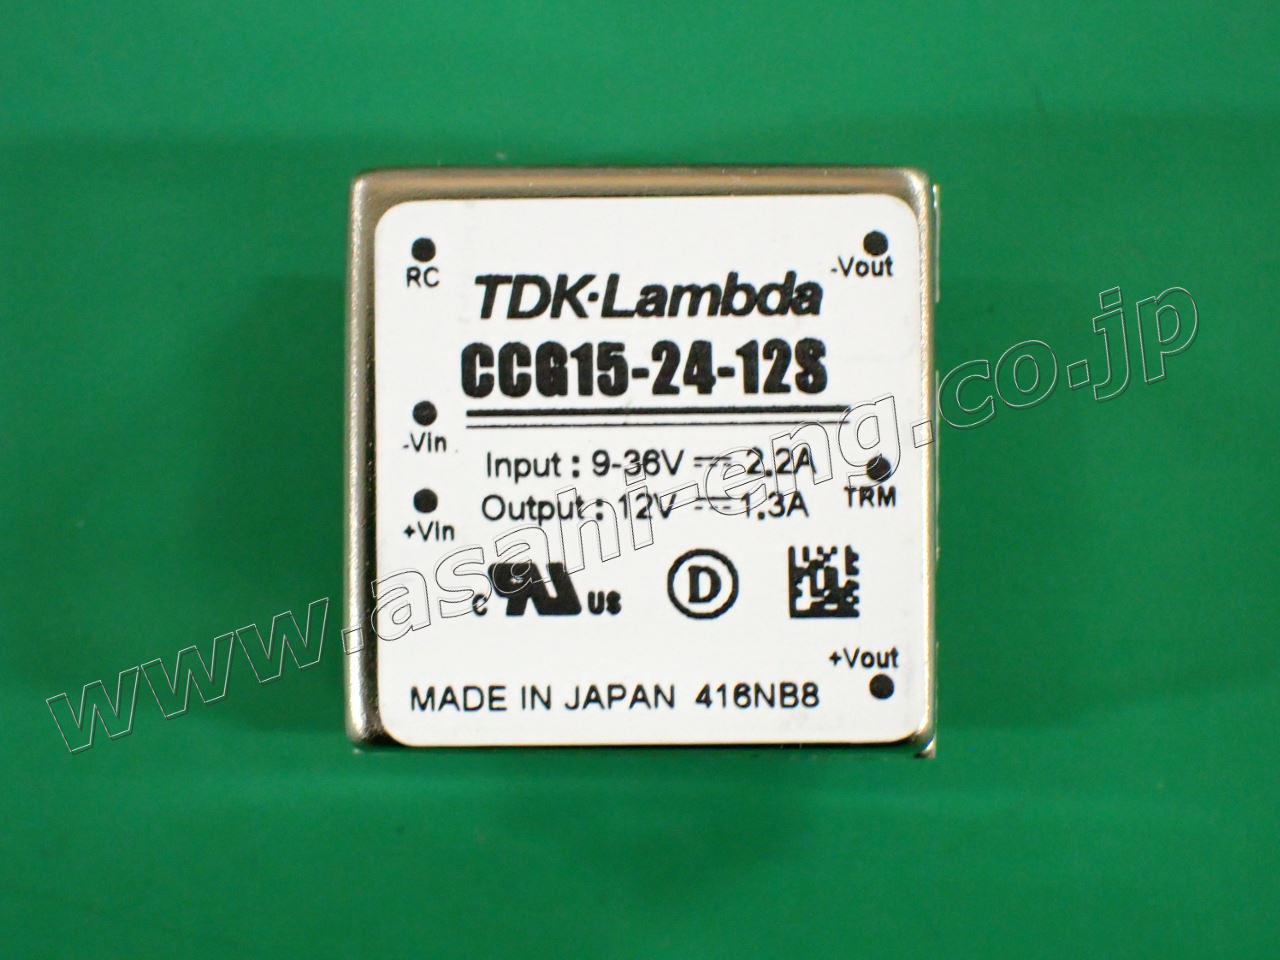 RC
-Vout
TDK·Lambda
CCG15-24-12S
-Vin
+Vin
Input : 9-36V ⎓ 2.2A
Output : 12V ⎓ 1.3A
TRM
c UR US
D
+Vout
MADE IN JAPAN 416NB8
www.asahi-eng.co.jp